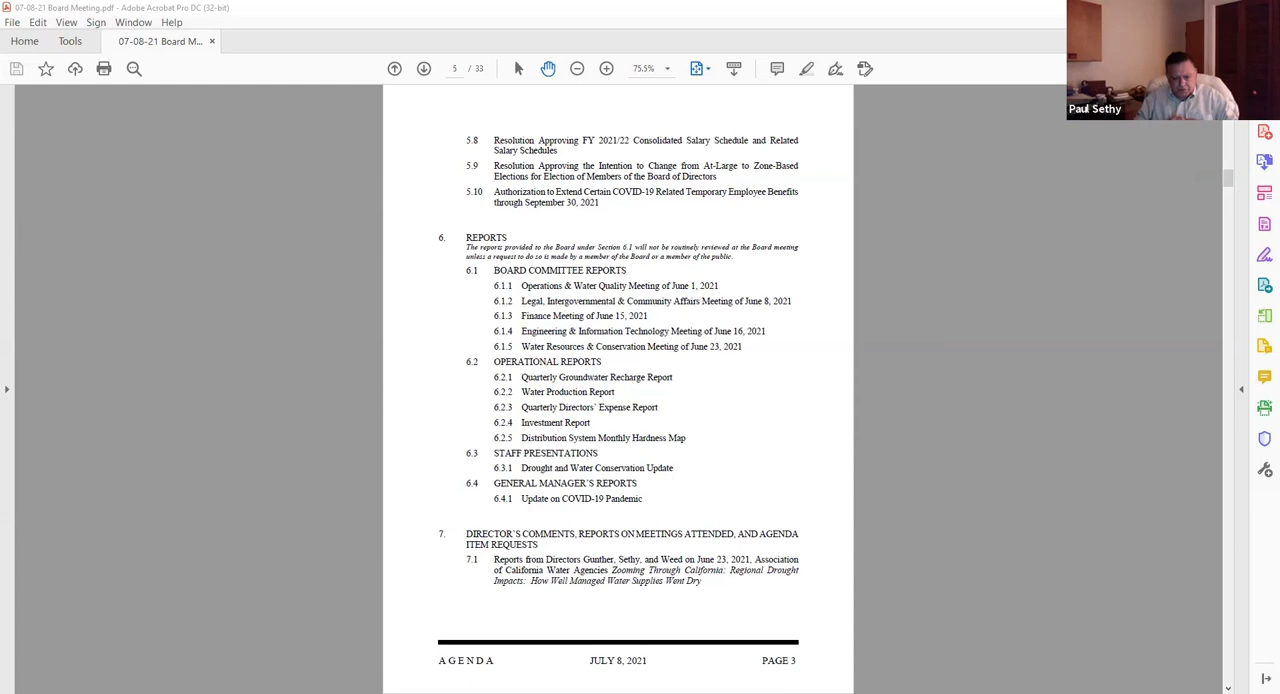 07-08-21 Board Meeting.pdf - Adobe Acrobat Pro DC (32-bit)
File Edit View Sign Window Help
Home Tools 07-08-21 Board M... ×
5 / 33 75.5%
Paul Sethy
5.8 Resolution Approving FY 2021/22 Consolidated Salary Schedule and Related
Salary Schedules
5.9 Resolution Approving the Intention to Change from At-Large to Zone-Based
Elections for Election of Members of the Board of Directors
5.10 Authorization to Extend Certain COVID-19 Related Temporary Employee Benefits
through September 30, 2021
6. REPORTS
The reports provided to the Board under Section 6.1 will not be routinely reviewed at the Board meeting
unless a request to do so is made by a member of the Board or a member of the public.
6.1 BOARD COMMITTEE REPORTS
6.1.1 Operations & Water Quality Meeting of June 1, 2021
6.1.2 Legal, Intergovernmental & Community Affairs Meeting of June 8, 2021
6.1.3 Finance Meeting of June 15, 2021
6.1.4 Engineering & Information Technology Meeting of June 16, 2021
6.1.5 Water Resources & Conservation Meeting of June 23, 2021
6.2 OPERATIONAL REPORTS
6.2.1 Quarterly Groundwater Recharge Report
6.2.2 Water Production Report
6.2.3 Quarterly Directors' Expense Report
6.2.4 Investment Report
6.2.5 Distribution System Monthly Hardness Map
6.3 STAFF PRESENTATIONS
6.3.1 Drought and Water Conservation Update
6.4 GENERAL MANAGER'S REPORTS
6.4.1 Update on COVID-19 Pandemic
7. DIRECTOR'S COMMENTS, REPORTS ON MEETINGS ATTENDED, AND AGENDA
ITEM REQUESTS
7.1 Reports from Directors Gunther, Sethy, and Weed on June 23, 2021, Association
of California Water Agencies Zooming Through California: Regional Drought
Impacts: How Well Managed Water Supplies Went Dry
AGENDA JULY 8, 2021 PAGE 3